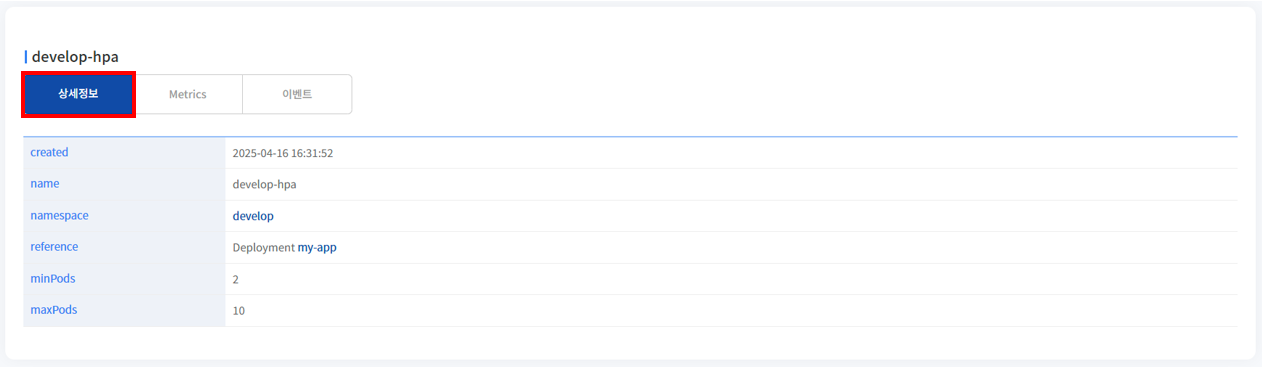 develop-hpa
상세정보 Metrics 이벤트
created 2025-04-16 16:31:52
name develop-hpa
namespace develop
reference Deployment my-app
minPods 2
maxPods 10